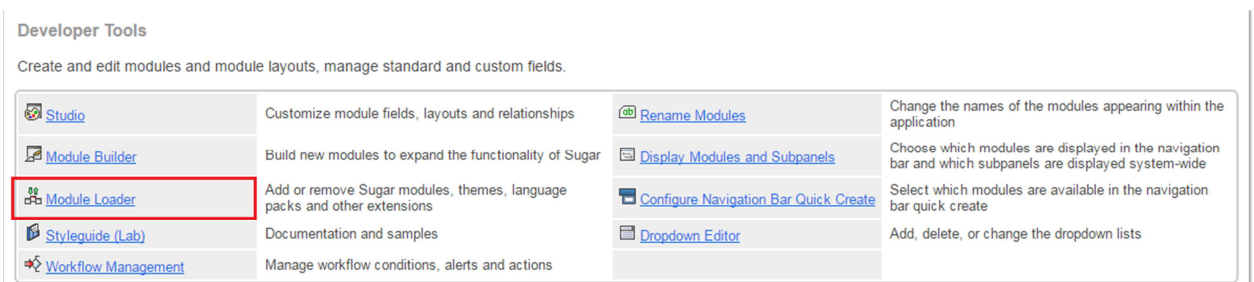 Developer Tools
Create and edit modules and module layouts, manage standard and custom fields.
Studio
Customize module fields, layouts and relationships
Rename Modules
Change the names of the modules appearing within the
application
Module Builder
Build new modules to expand the functionality of Sugar
Display Modules and Subpanels
Choose which modules are displayed in the navigation
bar and which subpanels are displayed system-wide
Module Loader
Add or remove Sugar modules, themes, language
packs and other extensions
Configure Navigation Bar Quick Create
Select which modules are available in the navigation
bar quick create
Styleguide (Lab)
Documentation and samples
Dropdown Editor
Add, delete, or change the dropdown lists
Workflow Management
Manage workflow conditions, alerts and actions